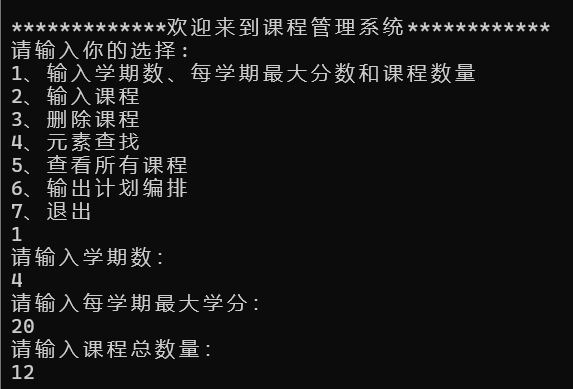 *************欢迎来到课程管理系统************
请输入你的选择:
1、输入学期数、每学期最大分数和课程数量
2、输入课程
3、删除课程
4、元素查找
5、查看所有课程
6、输出计划编排
7、退出
1
请输入学期数:
4
请输入每学期最大学分:
20
请输入课程总数量:
12